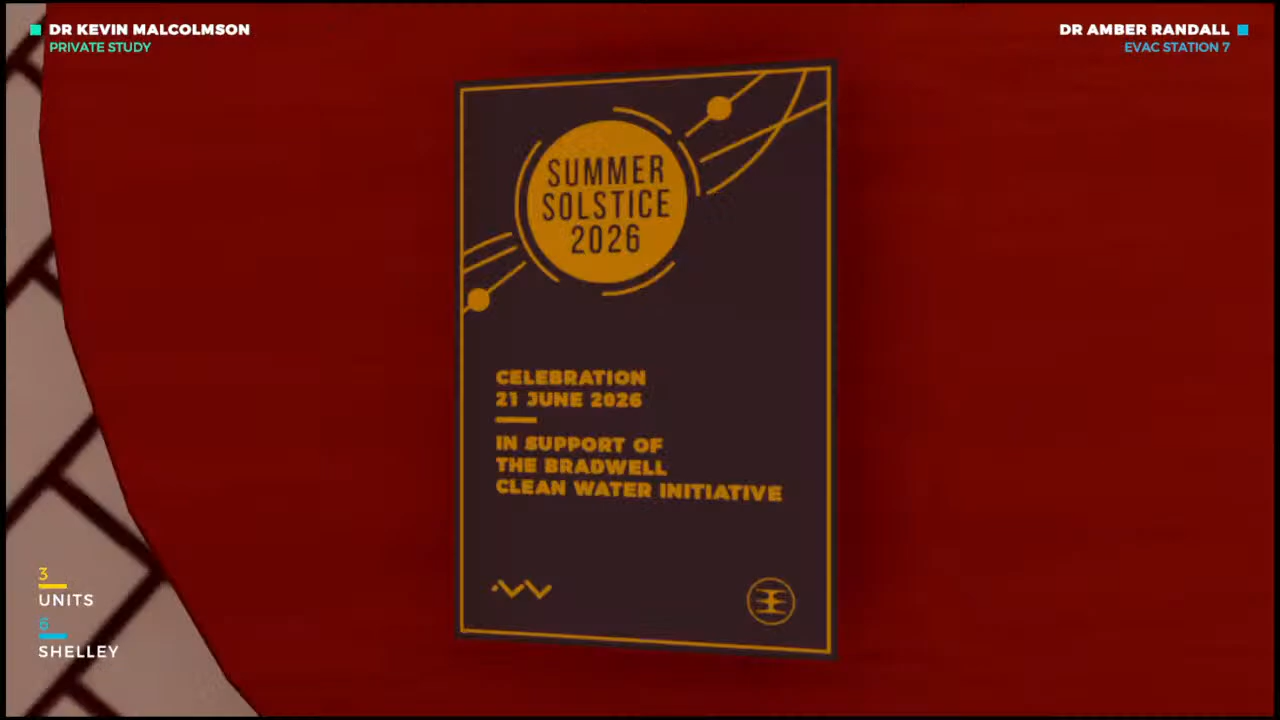 DR KEVIN MALCOLMSON
PRIVATE STUDY
DR AMBER RANDALL
EVAC STATION 7
SUMMER
SOLSTICE
2026
CELEBRATION
21 JUNE 2026
IN SUPPORT OF
THE BRADWELL
CLEAN WATER INITIATIVE
3
UNITS
6
SHELLEY